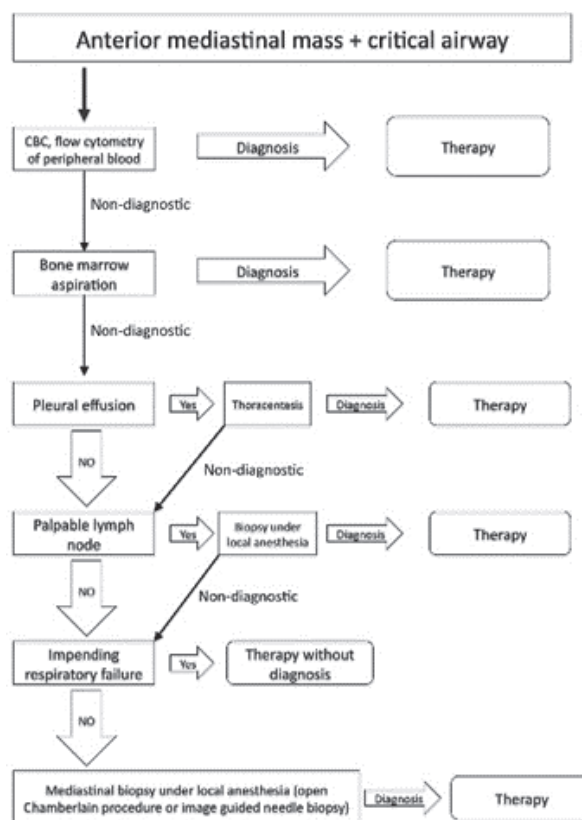 Anterior mediastinal mass + critical airway
CBC, flow cytometry
of peripheral blood
Diagnosis
Therapy
Non-diagnostic
Bone marrow
aspiration
Diagnosis
Therapy
Non-diagnostic
Pleural effusion
Yes
Thoracentasis
Diagnosis
Therapy
NO
Non-diagnostic
Palpable lymph
node
Yes
Biopsy under
local anesthesia
Diagnosis
Therapy
NO
Non-diagnostic
Impending
respiratory failure
Yes
Therapy without
diagnosis
NO
Mediastinal biopsy under local anesthesia (open
Chamberlain procedure or image guided needle biopsy)
Diagnosis
Therapy